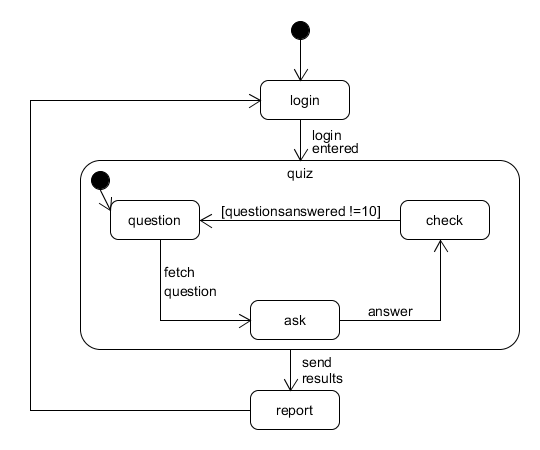 login
login
entered
quiz
question
[questionsanswered !=10]
check
fetch
question
ask
answer
send
results
report